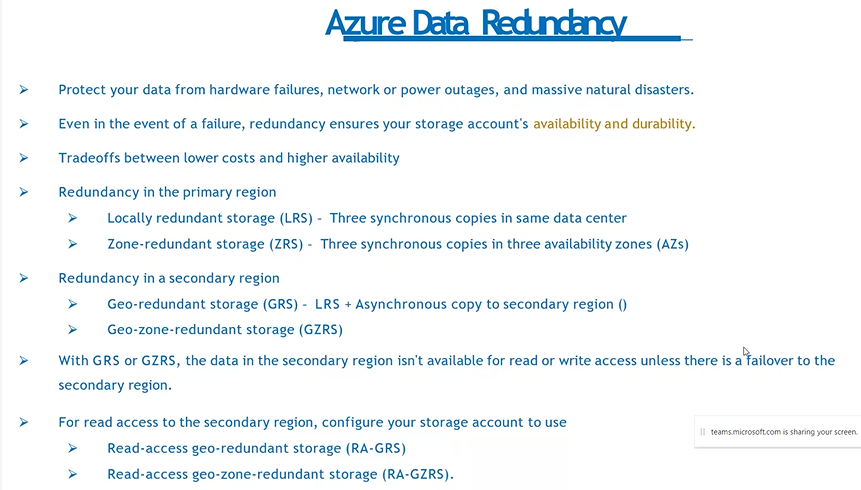 Azure Data Redundancy
Protect your data from hardware failures, network or power outages, and massive natural disasters.
Even in the event of a failure, redundancy ensures your storage account's availability and durability.
Tradeoffs between lower costs and higher availability
Redundancy in the primary region
Locally redundant storage (LRS) - Three synchronous copies in same data center
Zone-redundant storage (ZRS) - Three synchronous copies in three availability zones (AZs)
Redundancy in a secondary region
Geo-redundant storage (GRS) - LRS + Asynchronous copy to secondary region ()
Geo-zone-redundant storage (GZRS)
With GRS or GZRS, the data in the secondary region isn't available for read or write access unless there is a failover to the
secondary region.
For read access to the secondary region, configure your storage account to use
teams.microsoft.com is sharing your screen.
Read-access geo-redundant storage (RA-GRS)
Read-access geo-zone-redundant storage (RA-GZRS).